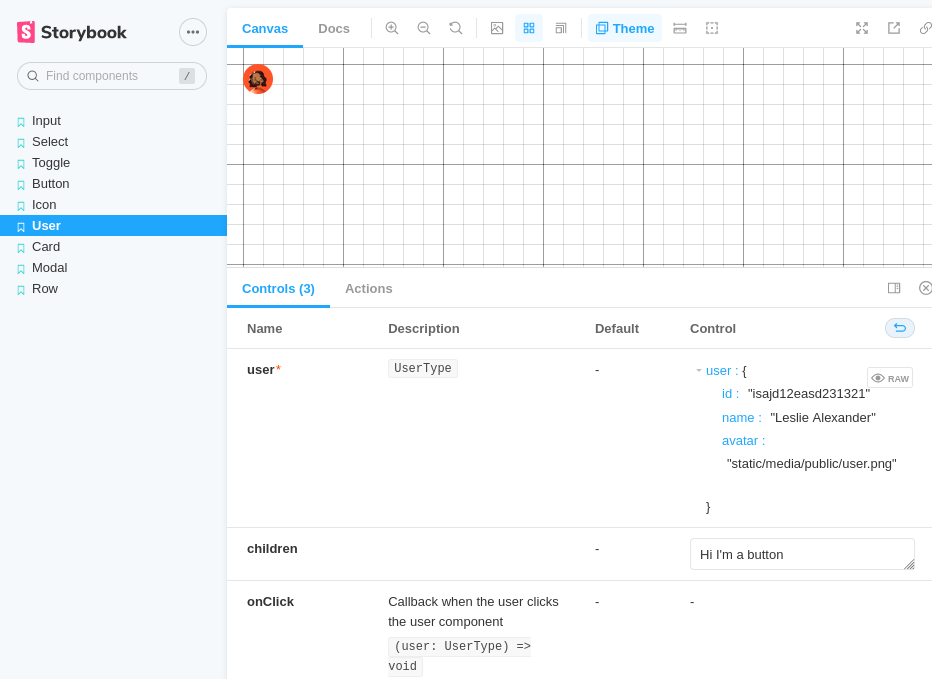 Storybook
Find components /
Input
Select
Toggle
Button
Icon
User
Card
Modal
Row
Canvas Docs Theme
Controls (3) Actions
Name Description Default Control
user* UserType - user : {
RAW
id : "isajd12easd231321"
name : "Leslie Alexander"
avatar :
"static/media/public/user.png"
}
children - Hi I'm a button
onClick Callback when the user clicks - -
the user component
(user: UserType) =>
void